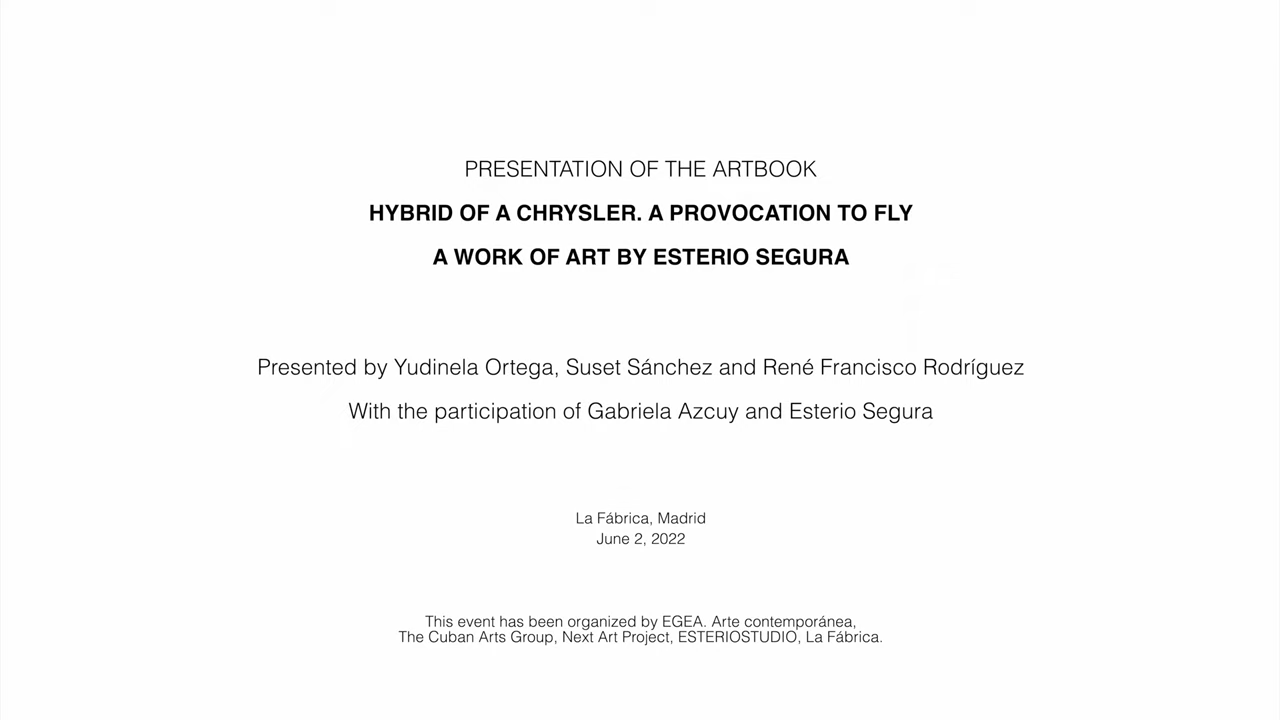 PRESENTATION OF THE ARTBOOK
HYBRID OF A CHRYSLER. A PROVOCATION TO FLY
A WORK OF ART BY ESTERIO SEGURA
Presented by Yudinela Ortega, Suset Sánchez and René Francisco Rodríguez
With the participation of Gabriela Azcuy and Esterio Segura
La Fábrica, Madrid
June 2, 2022
This event has been organized by EGEA. Arte contemporánea,
The Cuban Arts Group, Next Art Project, ESTERIOSTUDIO, La Fábrica.